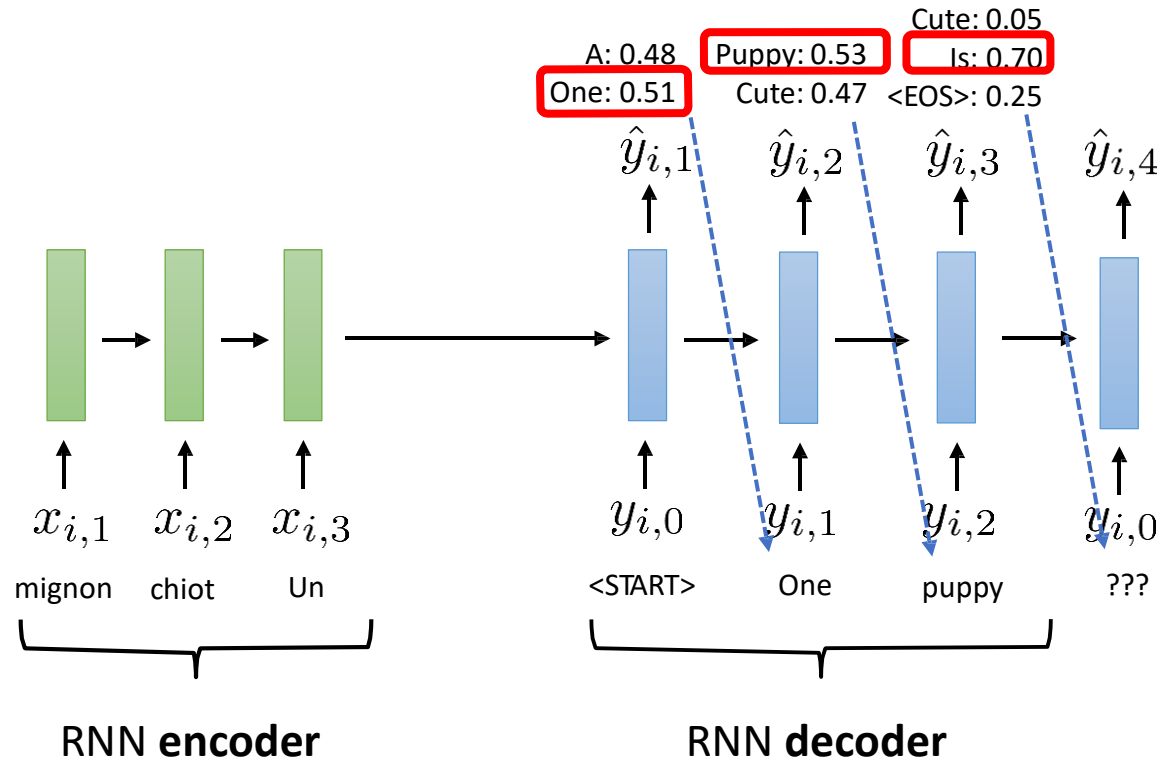 Cute: 0.05
A: 0.48 Puppy: 0.53 Is: 0.70
One: 0.51 Cute: 0.47 <EOS>: 0.25
ŷi,1 ŷi,2 ŷi,3 ŷi,4
xi,1 xi,2 xi,3 yi,0 yi,1 yi,2 yi,0
mignon chiot Un <START> One puppy ???
RNN encoder RNN decoder